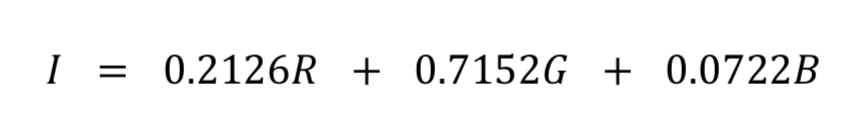 I = 0.2126R + 0.7152G + 0.0722B